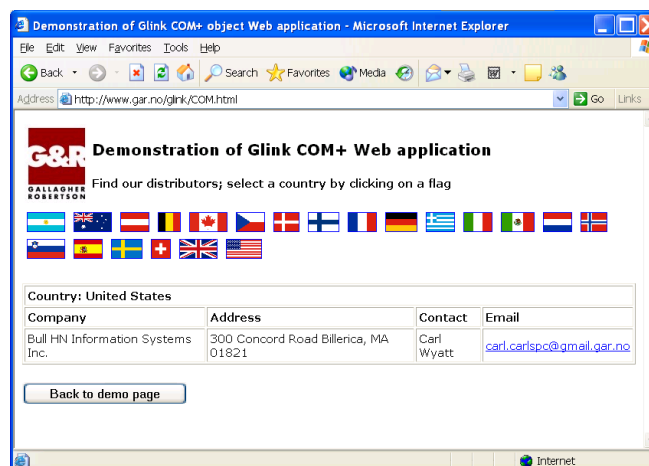 Demonstration of Glink COM+ object Web application - Microsoft Internet Explorer
File Edit View Favorites Tools Help
Back Search Favorites Media
Address http://www.gar.no/glink/COM.html Go Links
G&R
GALLAGHER
ROBERTSON
Demonstration of Glink COM+ Web application
Find our distributors; select a country by clicking on a flag
Country: United States
Company Address Contact Email
Bull HN Information Systems Inc. 300 Concord Road Billerica, MA 01821 Carl Wyatt carl.carlspc@gmail.gar.no
Back to demo page
Internet